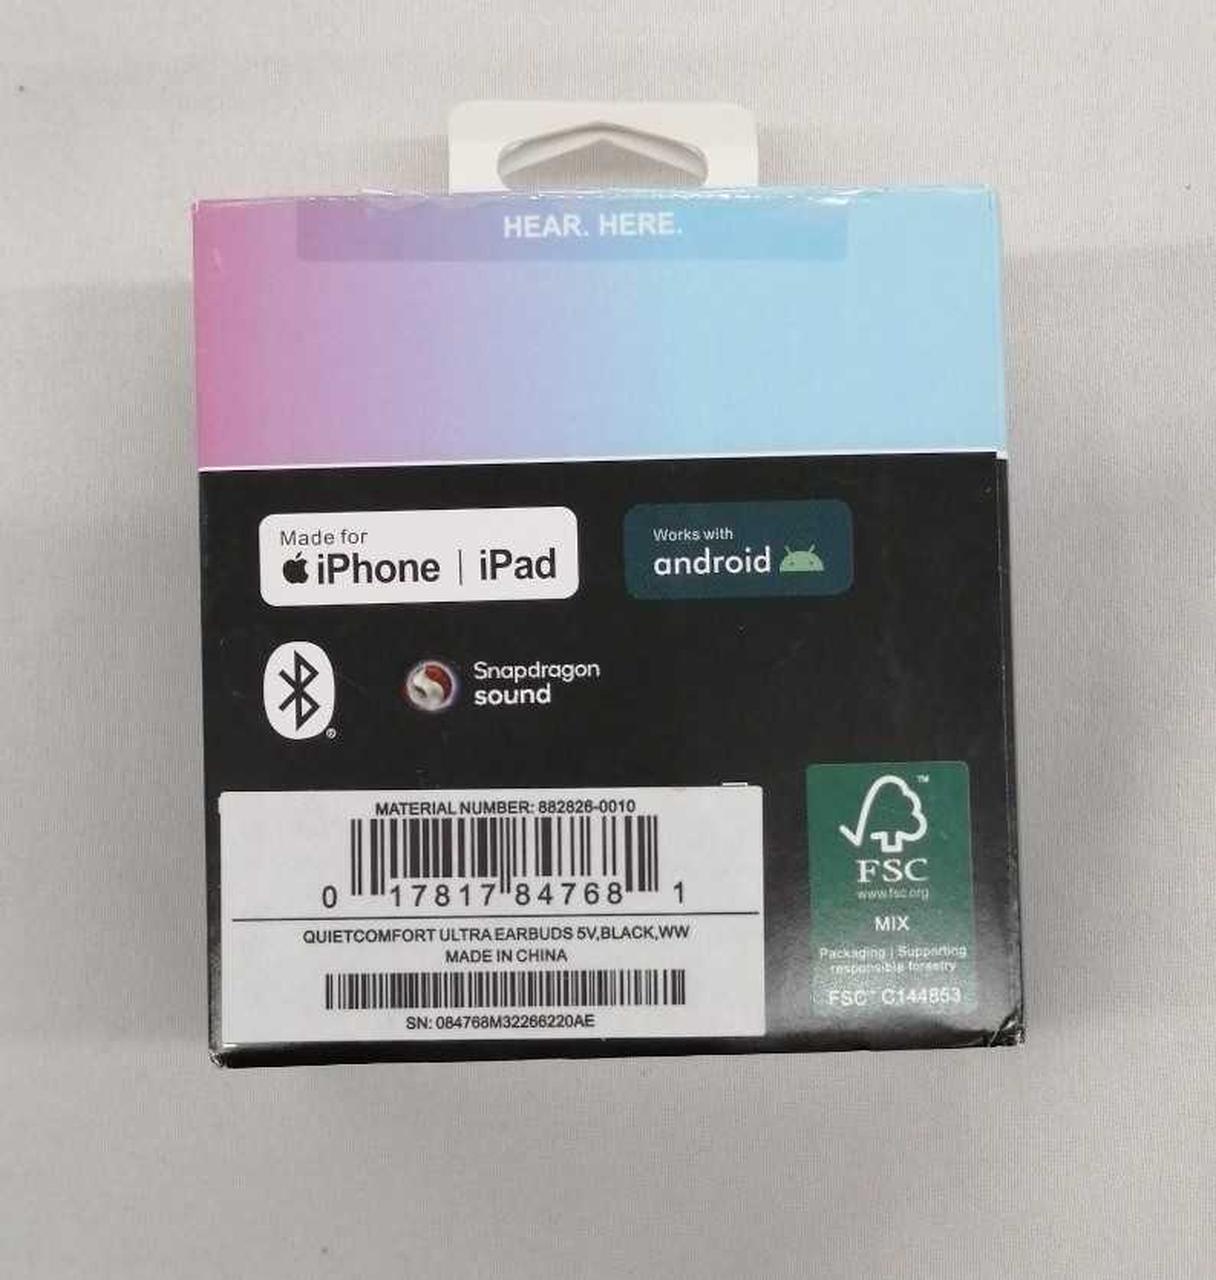 HEAR. HERE.
Made for
iPhone | iPad
Works with
android
Snapdragon
sound
®
MATERIAL NUMBER: 882826-0010
0 17817 84768 1
QUIETCOMFORT ULTRA EARBUDS 5V,BLACK,WW
MADE IN CHINA
SN: 084768M32266220AE
™
FSC
www.fsc.org
MIX
Packaging | Supporting
responsible forestry
FSC™ C144853